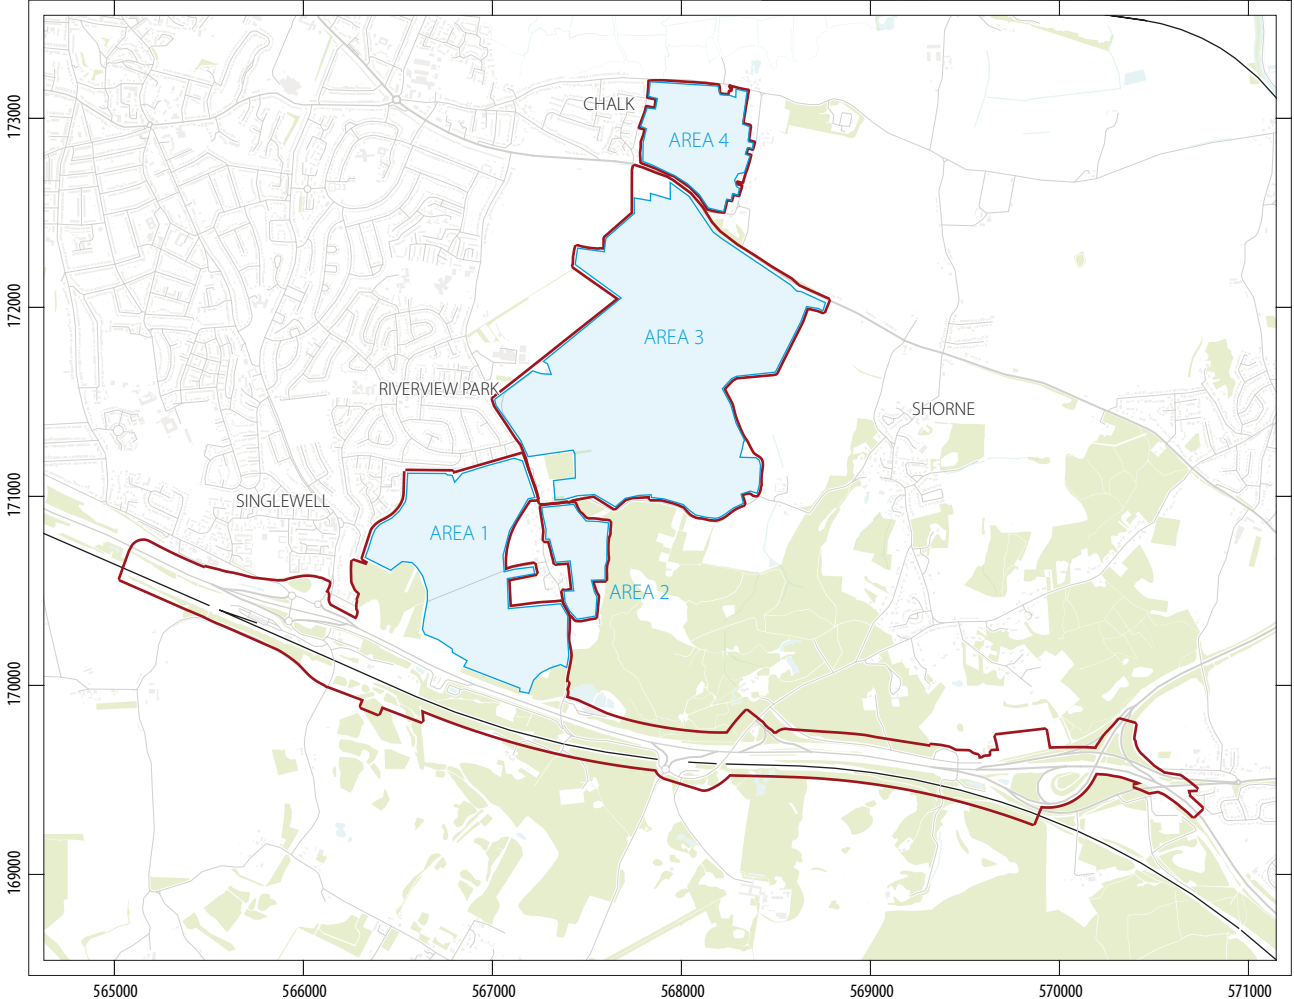 CHALK
AREA 4
173000
172000
AREA 3
RIVERVIEW PARK
SHORNE
171000
SINGLEWELL
AREA 1
AREA 2
170000
169000
565000
566000
567000
568000
569000
570000
571000